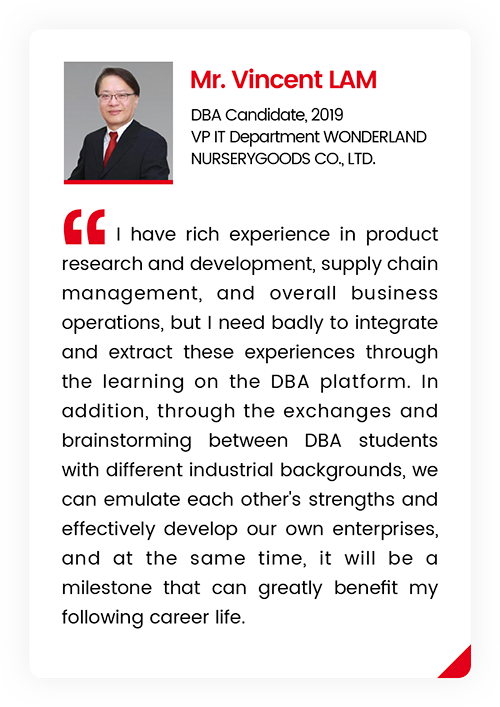 Mr. Vincent LAM
DBA Candidate, 2019
VP IT Department WONDERLAND
NURSERYGOODS CO., LTD.
“ I have rich experience in product
research and development, supply chain
management, and overall business
operations, but I need badly to integrate
and extract these experiences through
the learning on the DBA platform. In
addition, through the exchanges and
brainstorming between DBA students
with different industrial backgrounds, we
can emulate each other's strengths and
effectively develop our own enterprises,
and at the same time, it will be a
milestone that can greatly benefit my
following career life.